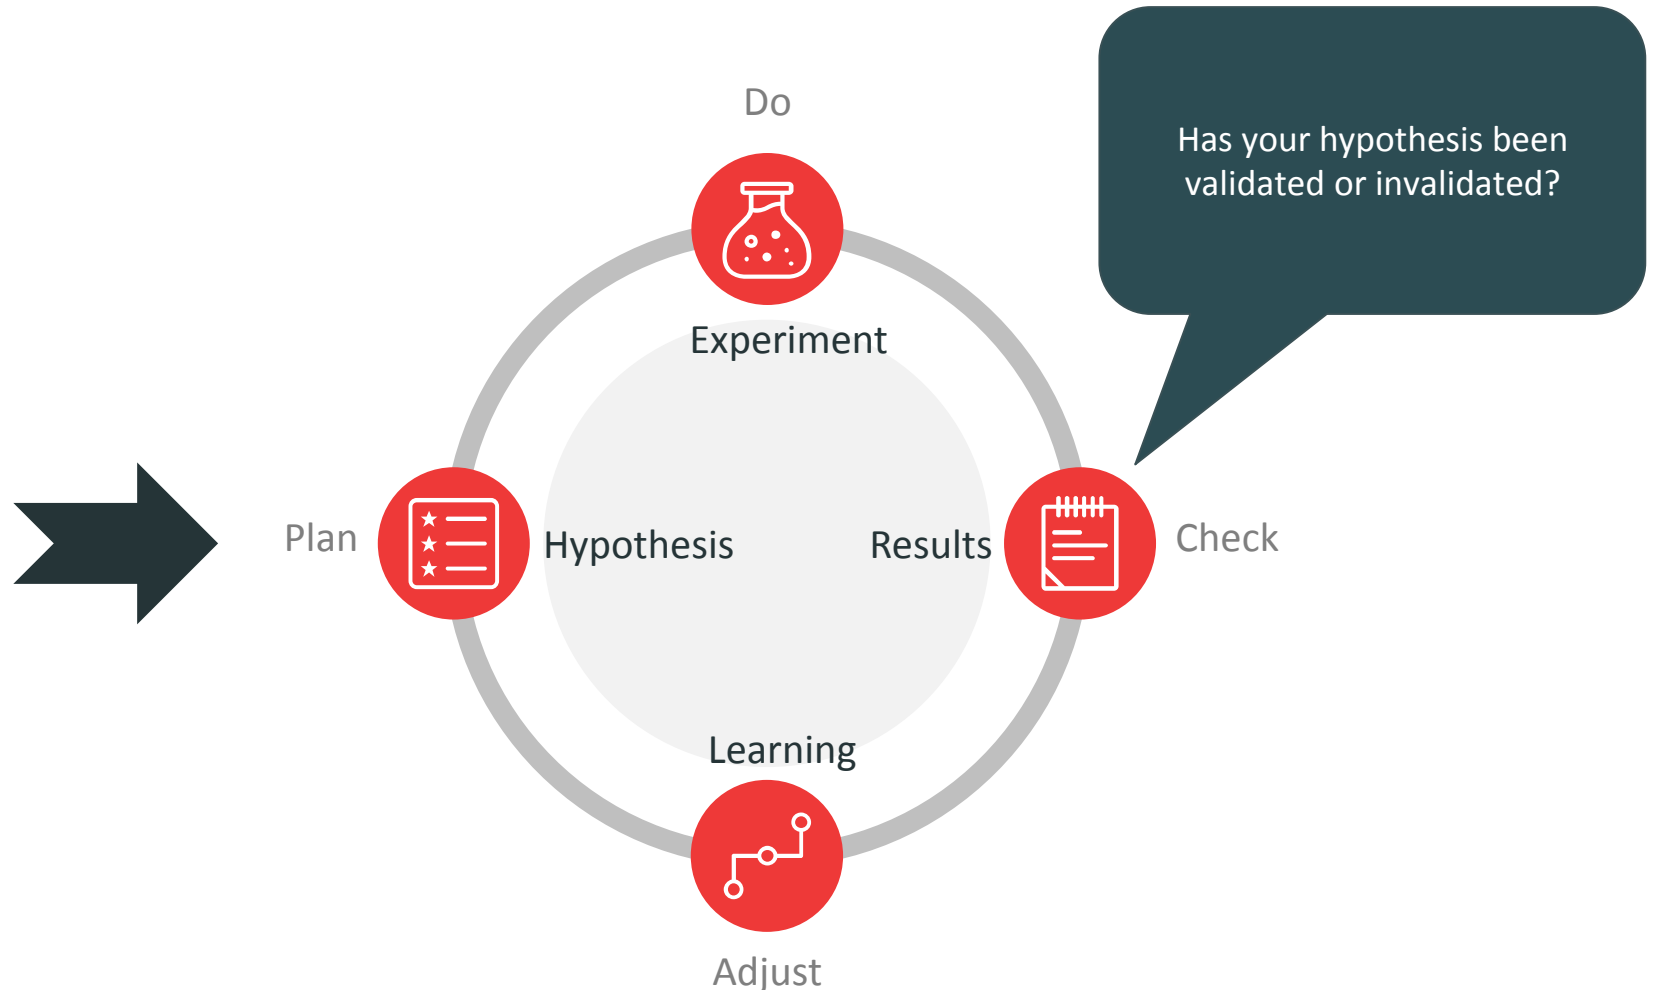 Do
Has your hypothesis been
validated or invalidated?
Experiment
Plan
Hypothesis
Results
Check
Learning
Adjust